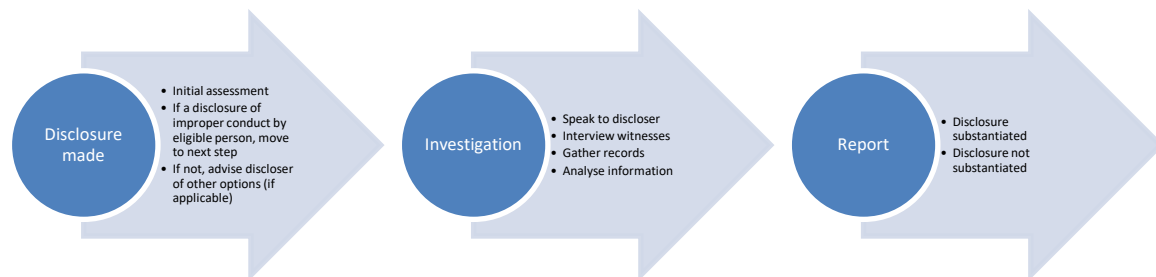 Disclosure
made
• Initial assessment
• If a disclosure of
improper conduct by
eligible person, move
to next step
• If not, advise discloser
of other options (if
applicable)
Investigation
• Speak to discloser
• Interview witnesses
• Gather records
• Analyse information
Report
• Disclosure
substantiated
• Disclosure not
substantiated